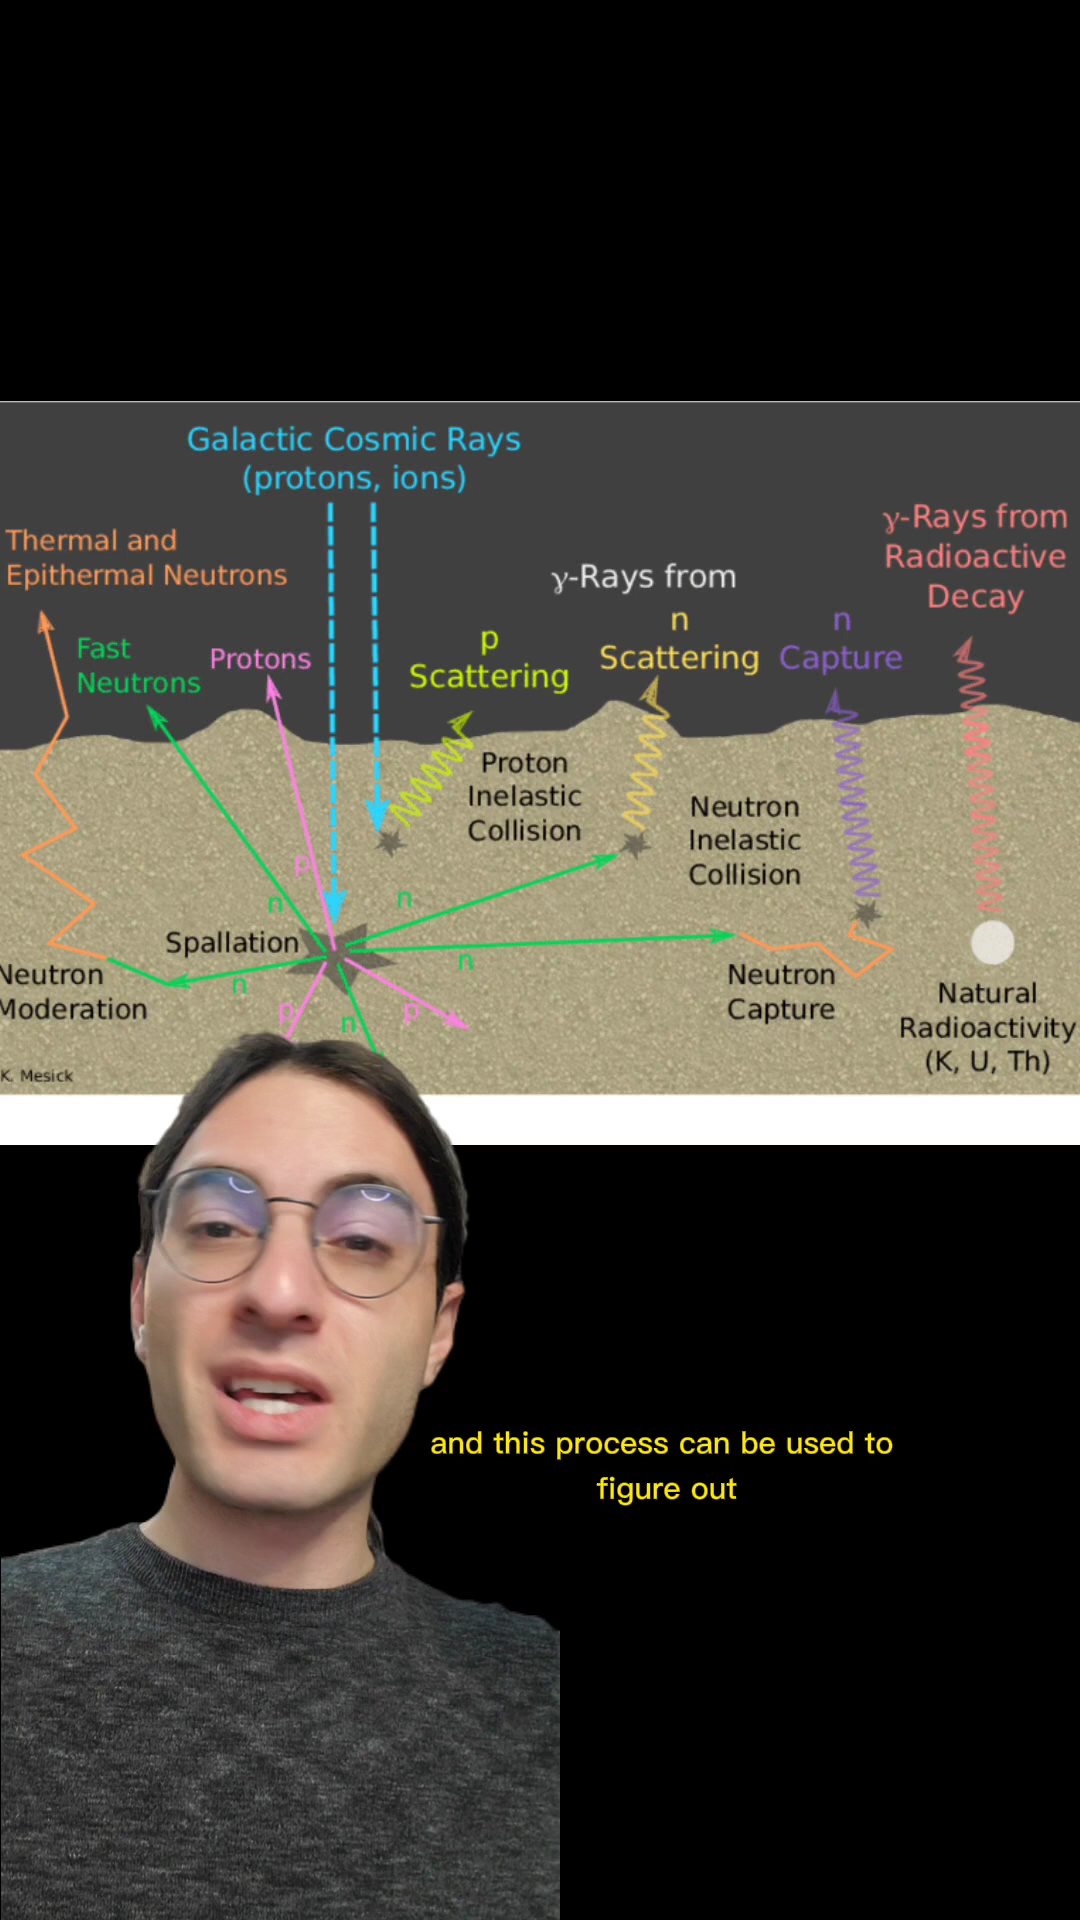 Galactic Cosmic Rays
(protons, ions)
Thermal and
Epithermal Neutrons
Fast
Neutrons
Protons
p
Scattering
γ-Rays from
n
Scattering
n
Capture
γ-Rays from
Radioactive
Decay
Proton
Inelastic
Collision
Neutron
Inelastic
Collision
p
n
n
Spallation
n
n
p
n
p
Neutron
Moderation
Neutron
Capture
Natural
Radioactivity
(K, U, Th)
K. Mesick
and this process can be used to
figure out